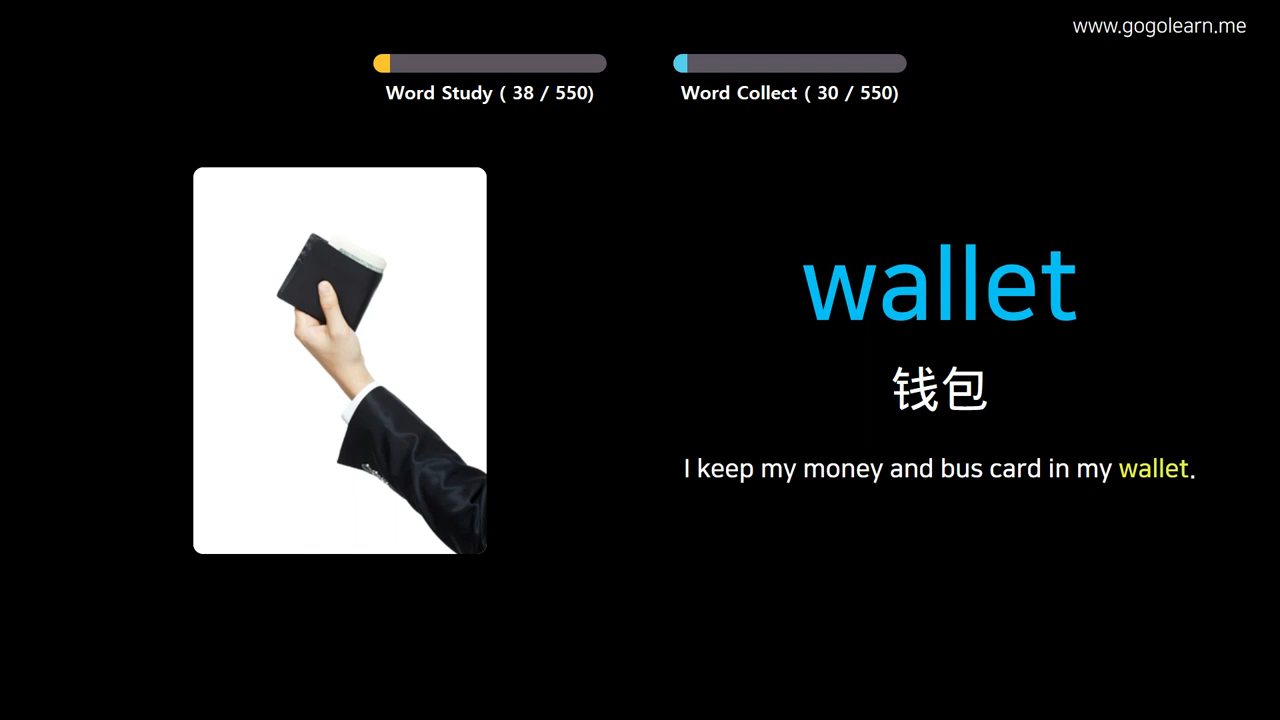 www.gogolearn.me
Word Study ( 38 / 550)
Word Collect ( 30 / 550)
wallet
钱包
I keep my money and bus card in my wallet.